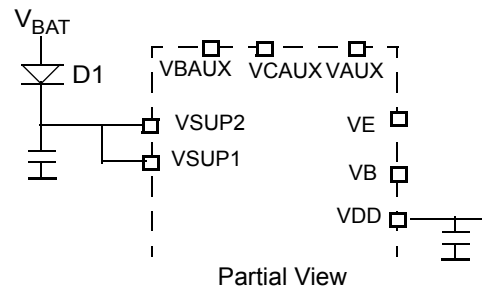 VBAT
D1
VBAUX VCAUX VAUX
VSUP2
VE
VSUP1
VB
VDD
Partial View